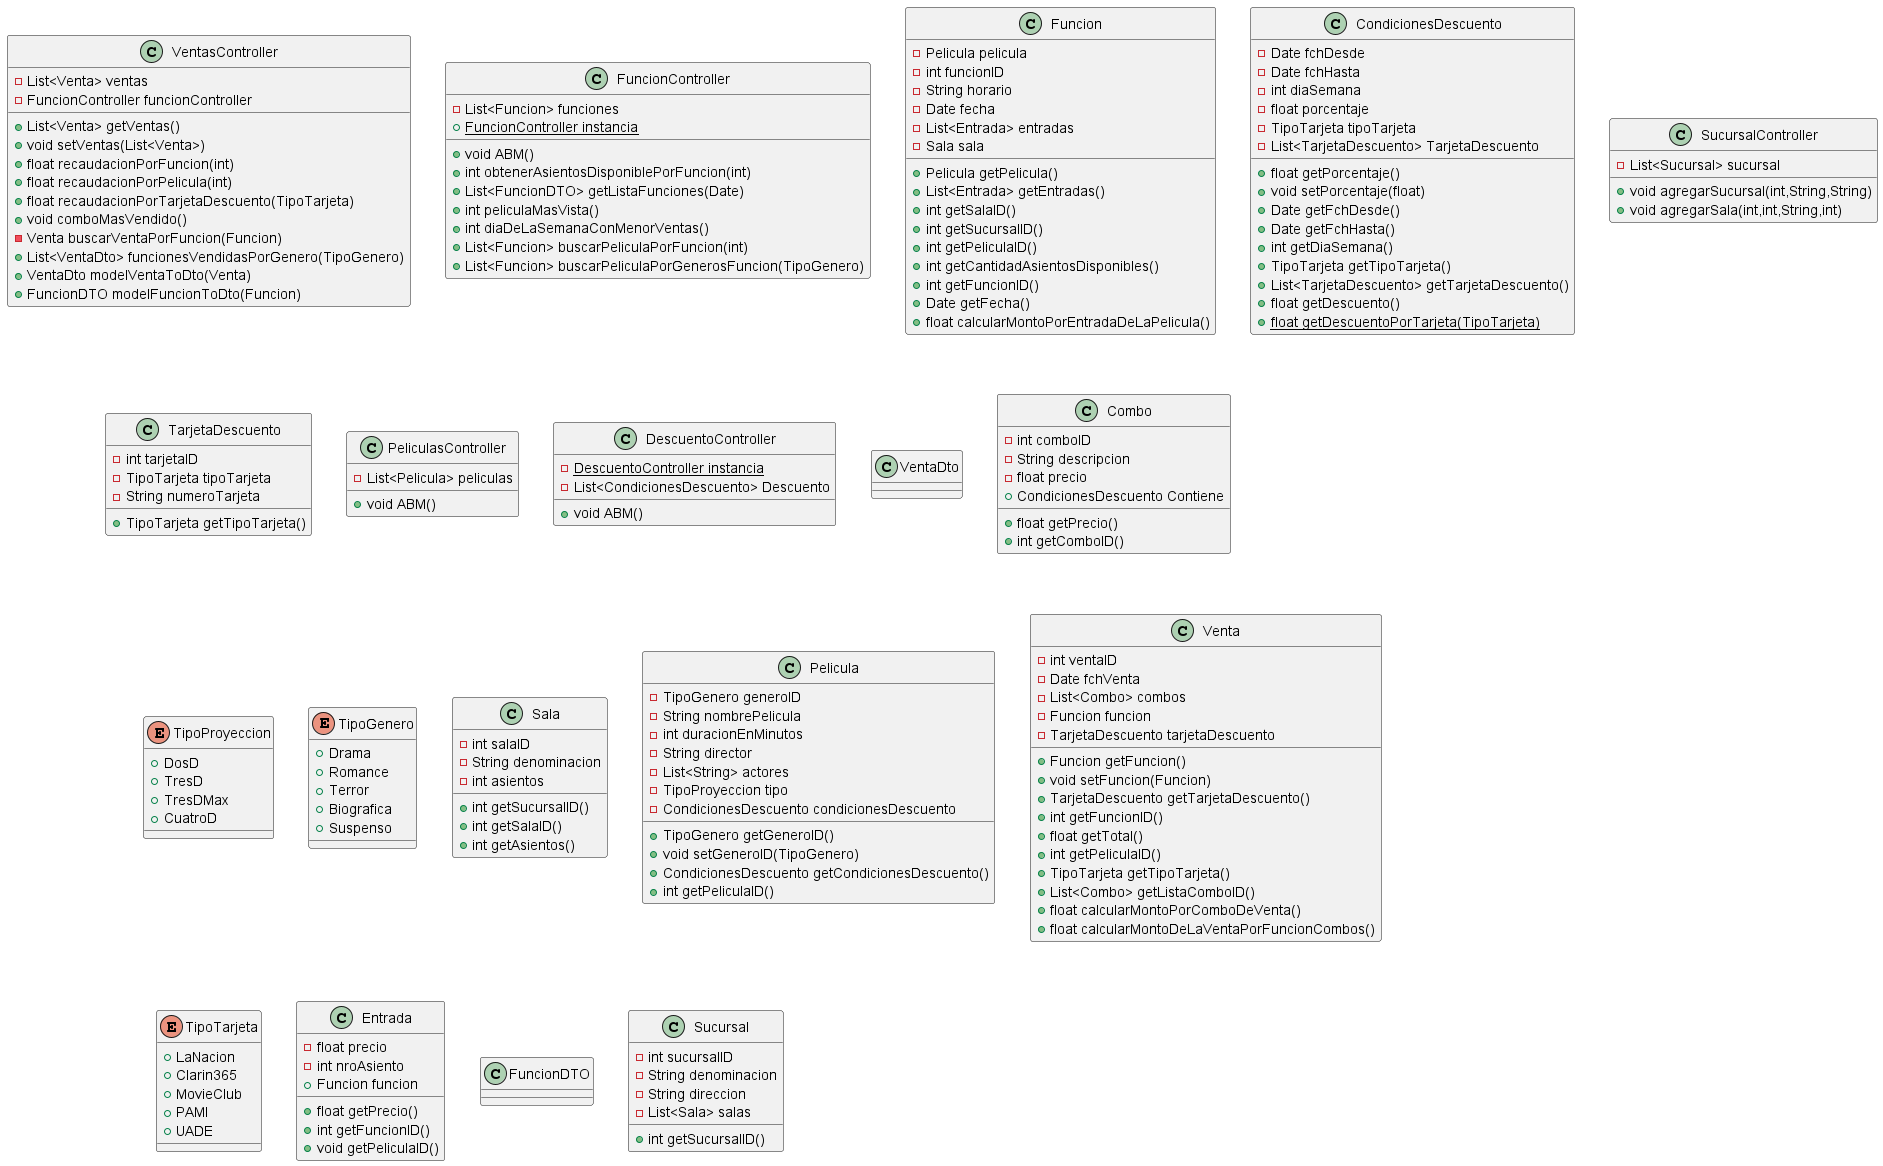 VentasController
List<Venta> ventas
FuncionController funcionController
List<Venta> getVentas()
void setVentas(List<Venta>)
float recaudacionPorFuncion(int)
float recaudacionPorPelicula(int)
float recaudacionPorTarjetaDescuento(TipoTarjeta)
void comboMasVendido()
Venta buscarVentaPorFuncion(Funcion)
List<VentaDto> funcionesVendidasPorGenero(TipoGenero)
VentaDto modelVentaToDto(Venta)
FuncionDTO modelFuncionToDto(Funcion)
FuncionController
List<Funcion> funciones
FuncionController instancia
void ABM()
int obtenerAsientosDisponiblePorFuncion(int)
List<FuncionDTO> getListaFunciones(Date)
int peliculaMasVista()
int diaDeLaSemanaConMenorVentas()
List<Funcion> buscarPeliculaPorFuncion(int)
List<Funcion> buscarPeliculaPorGenerosFuncion(TipoGenero)
Funcion
Pelicula pelicula
int funcionID
String horario
Date fecha
List<Entrada> entradas
Sala sala
Pelicula getPelicula()
List<Entrada> getEntradas()
int getSalaID()
int getSucursalID()
int getPeliculaID()
int getCantidadAsientosDisponibles()
int getFuncionID()
Date getFecha()
float calcularMontoPorEntradaDeLaPelicula()
CondicionesDescuento
Date fchDesde
Date fchHasta
int diaSemana
float porcentaje
TipoTarjeta tipoTarjeta
List<TarjetaDescuento> TarjetaDescuento
float getPorcentaje()
void setPorcentaje(float)
Date getFchDesde()
Date getFchHasta()
int getDiaSemana()
TipoTarjeta getTipoTarjeta()
List<TarjetaDescuento> getTarjetaDescuento()
float getDescuento()
float getDescuentoPorTarjeta(TipoTarjeta)
SucursalController
List<Sucursal> sucursal
void agregarSucursal(int,String,String)
void agregarSala(int,int,String,int)
TarjetaDescuento
int tarjetaID
TipoTarjeta tipoTarjeta
String numeroTarjeta
TipoTarjeta getTipoTarjeta()
PeliculasController
List<Pelicula> peliculas
void ABM()
DescuentoController
DescuentoController instancia
List<CondicionesDescuento> Descuento
void ABM()
VentaDto
Combo
int comboID
String descripcion
float precio
CondicionesDescuento Contiene
float getPrecio()
int getComboID()
TipoProyeccion
DosD
TresD
TresDMax
CuatroD
TipoGenero
Drama
Romance
Terror
Biografica
Suspenso
Sala
int salaID
String denominacion
int asientos
int getSucursalID()
int getSalaID()
int getAsientos()
Pelicula
TipoGenero generoID
String nombrePelicula
int duracionEnMinutos
String director
List<String> actores
TipoProyeccion tipo
CondicionesDescuento condicionesDescuento
TipoGenero getGeneroID()
void setGeneroID(TipoGenero)
CondicionesDescuento getCondicionesDescuento()
int getPeliculaID()
Venta
int ventaID
Date fchVenta
List<Combo> combos
Funcion funcion
TarjetaDescuento tarjetaDescuento
Funcion getFuncion()
void setFuncion(Funcion)
TarjetaDescuento getTarjetaDescuento()
int getFuncionID()
float getTotal()
int getPeliculaID()
TipoTarjeta getTipoTarjeta()
List<Combo> getListaComboID()
float calcularMontoPorComboDeVenta()
float calcularMontoDeLaVentaPorFuncionCombos()
TipoTarjeta
LaNacion
Clarin365
MovieClub
PAMI
UADE
Entrada
float precio
int nroAsiento
Funcion funcion
float getPrecio()
int getFuncionID()
void getPeliculaID()
FuncionDTO
Sucursal
int sucursalID
String denominacion
String direccion
List<Sala> salas
int getSucursalID()